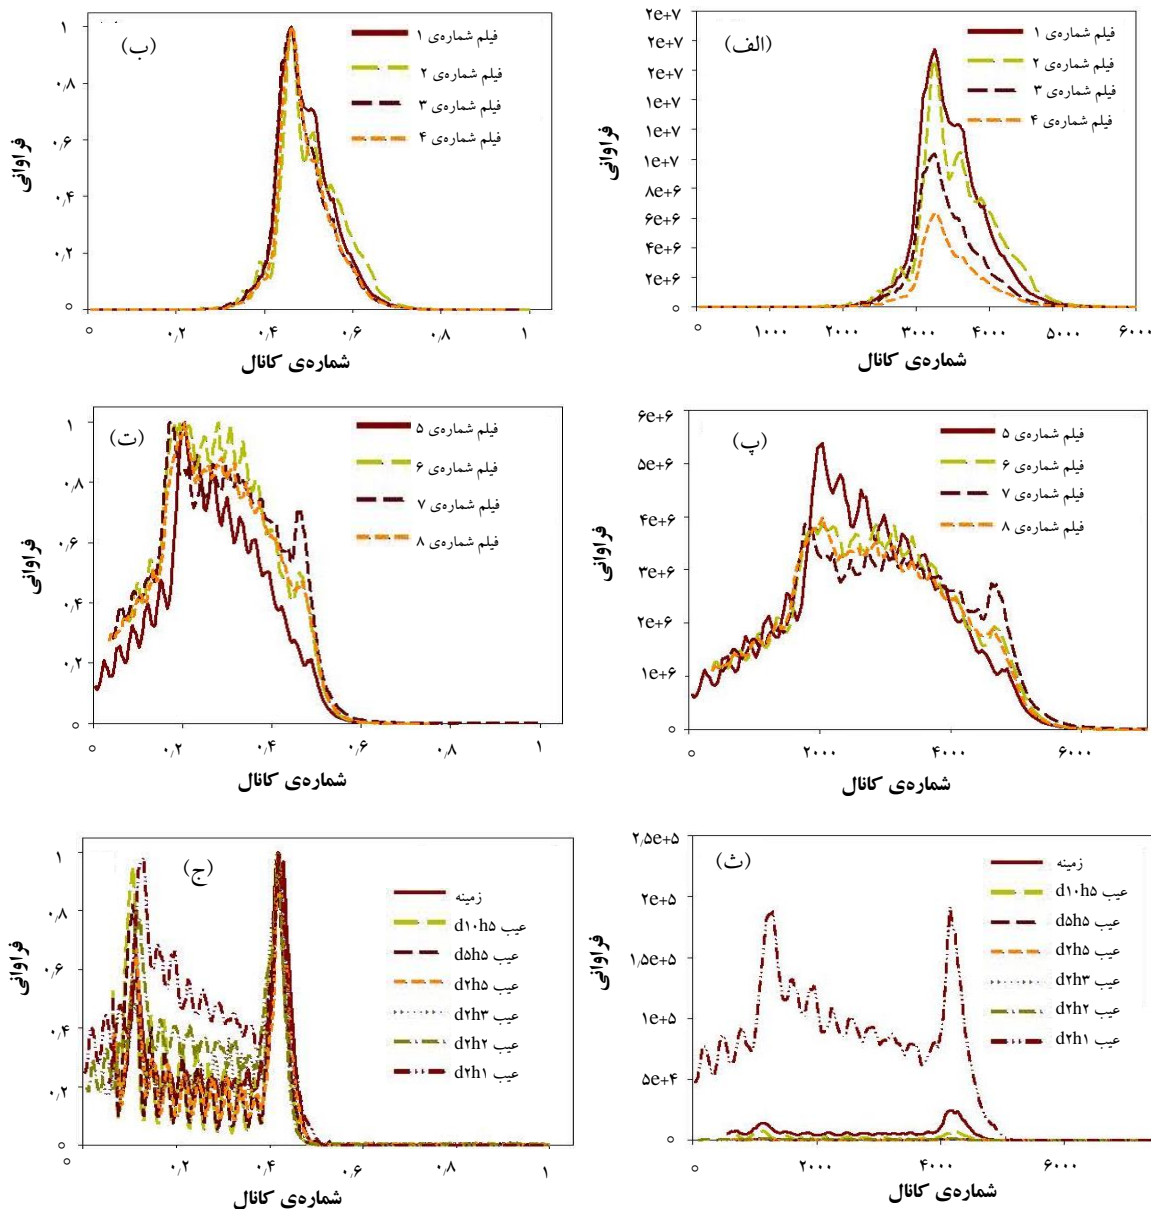 (الف)
فیلم شماره‌ی ۱
فیلم شماره‌ی ۲
فیلم شماره‌ی ۳
فیلم شماره‌ی ۴
۲e+۷
۲e+۷
۲e+۷
۱e+۷
۱e+۷
۱e+۷
۸e+۶
۶e+۶
۴e+۶
۲e+۶
۰
فراوانی
۰ ۱۰۰۰ ۲۰۰۰ ۳۰۰۰ ۴۰۰۰ ۵۰۰۰ ۶۰۰۰
شماره‌ی کانال
(ب)
فیلم شماره‌ی ۱
فیلم شماره‌ی ۲
فیلم شماره‌ی ۳
فیلم شماره‌ی ۴
۱
۰٫۸
۰٫۶
۰٫۴
۰٫۲
۰
فراوانی
۰ ۰٫۲ ۰٫۴ ۰٫۶ ۰٫۸ ۱
شماره‌ی کانال
(پ)
فیلم شماره‌ی ۵
فیلم شماره‌ی ۶
فیلم شماره‌ی ۷
فیلم شماره‌ی ۸
۶e+۶
۵e+۶
۴e+۶
۳e+۶
۲e+۶
۱e+۶
۰
فراوانی
۰ ۲۰۰۰ ۴۰۰۰ ۶۰۰۰
شماره‌ی کانال
(ت)
فیلم شماره‌ی ۵
فیلم شماره‌ی ۶
فیلم شماره‌ی ۷
فیلم شماره‌ی ۸
۱
۰٫۸
۰٫۶
۰٫۴
۰٫۲
۰
فراوانی
۰ ۰٫۲ ۰٫۴ ۰٫۶ ۰٫۸ ۱
شماره‌ی کانال
(ث)
زمینه
عیب d۱۰h۵
عیب d۵h۵
عیب d۲h۵
عیب d۲h۳
عیب d۲h۲
عیب d۲h۱
۲٫۵e+۵
۲e+۵
۱٫۵e+۵
۱e+۵
۵e+۴
۰
فراوانی
۰ ۲۰۰۰ ۴۰۰۰ ۶۰۰۰
شماره‌ی کانال
(ج)
زمینه
عیب d۱۰h۵
عیب d۵h۵
عیب d۲h۵
عیب d۲h۳
عیب d۲h۲
عیب d۲h۱
۱
۰٫۸
۰٫۶
۰٫۴
۰٫۲
۰
فراوانی
۰ ۰٫۲ ۰٫۴ ۰٫۶ ۰٫۸ ۱
شماره‌ی کانال